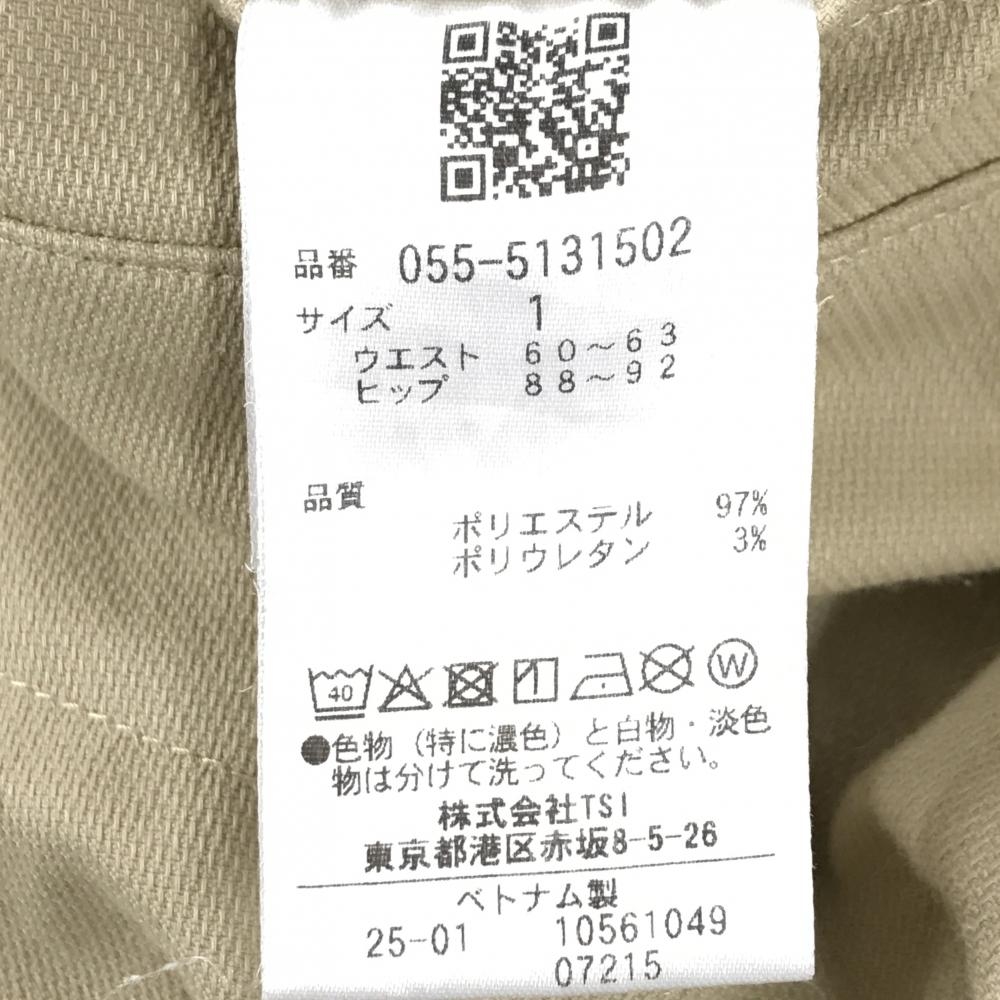 品番 055-5131502
サイズ 1
ウエスト 60〜63
ヒップ 88〜92
品質
ポリエステル 97%
ポリウレタン 3%
40 W
●色物（特に濃色）と白物・淡色
物は分けて洗ってください。
株式会社TSI
東京都港区赤坂8-5-26
ベトナム製
25-01 10561049
07215